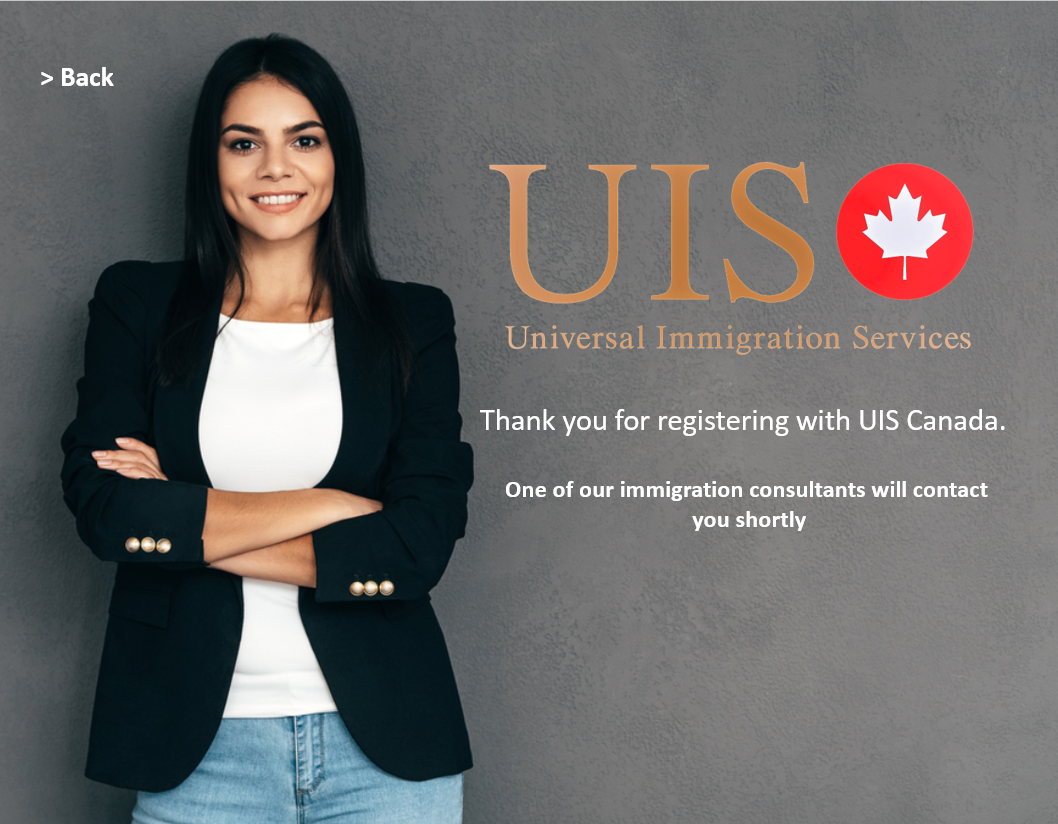 > Back
UIS
Universal Immigration Services
Thank you for registering with UIS Canada.
One of our immigration consultants will contact
you shortly